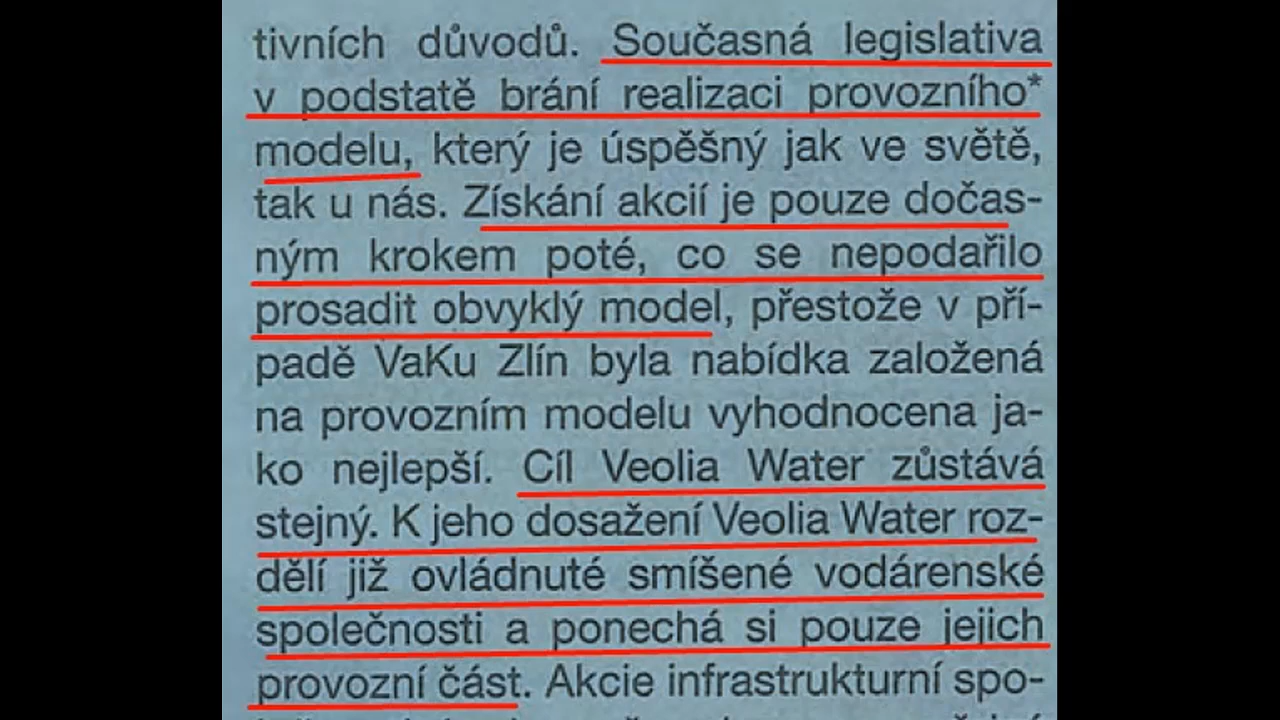 tivních důvodů. Současná legislativa
v podstatě brání realizaci provozního*
modelu, který je úspěšný jak ve světě,
tak u nás. Získání akcií je pouze dočas-
ným krokem poté, co se nepodařilo
prosadit obvyklý model, přestože v pří-
padě VaKu Zlín byla nabídka založená
na provozním modelu vyhodnocena ja-
ko nejlepší. Cíl Veolia Water zůstává
stejný. K jeho dosažení Veolia Water roz-
dělí již ovládnuté smíšené vodárenské
společnosti a ponechá si pouze jejich
provozní část. Akcie infrastrukturní spo-